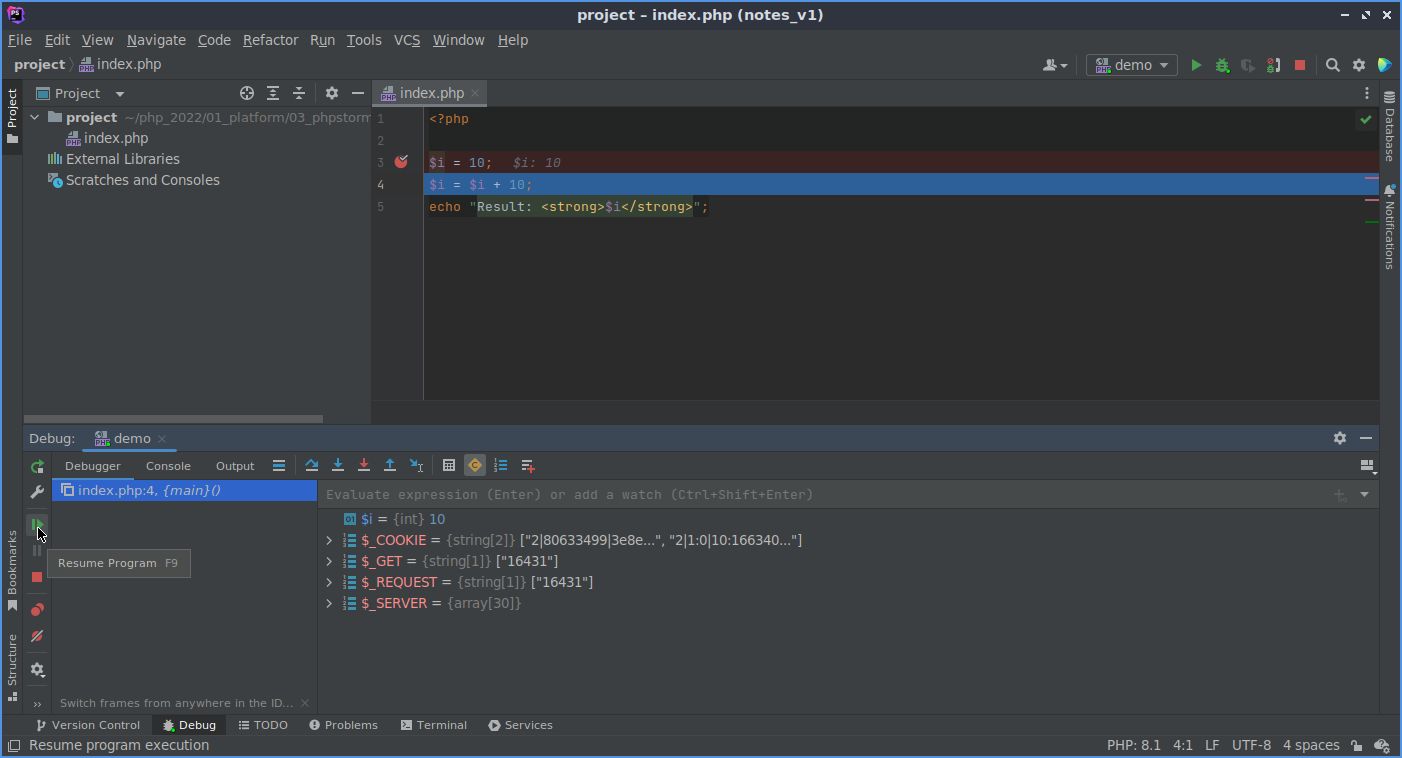 PS
project – index.php (notes_v1)
File Edit View Navigate Code Refactor Run Tools VCS Window Help
project index.php demo
Project
Project
index.php
project ~/php_2022/01_platform/03_phpstorm
index.php
External Libraries
Scratches and Consoles
1 <?php
2
3 $i = 10; $i: 10
4 $i = $i + 10;
5 echo "Result: <strong>$i</strong>";
Database
Notifications
Debug: demo
Debugger Console Output
index.php:4, {main}()
Evaluate expression (Enter) or add a watch (Ctrl+Shift+Enter)
$i = {int} 10
$_COOKIE = {string[2]} ["2|80633499|3e8e...", "2|1:0|10:166340..."]
$_GET = {string[1]} ["16431"]
$_REQUEST = {string[1]} ["16431"]
$_SERVER = {array[30]}
Resume Program F9
Bookmarks
Structure
Switch frames from anywhere in the ID...
Version Control Debug TODO Problems Terminal Services
Resume program execution PHP: 8.1 4:1 LF UTF-8 4 spaces